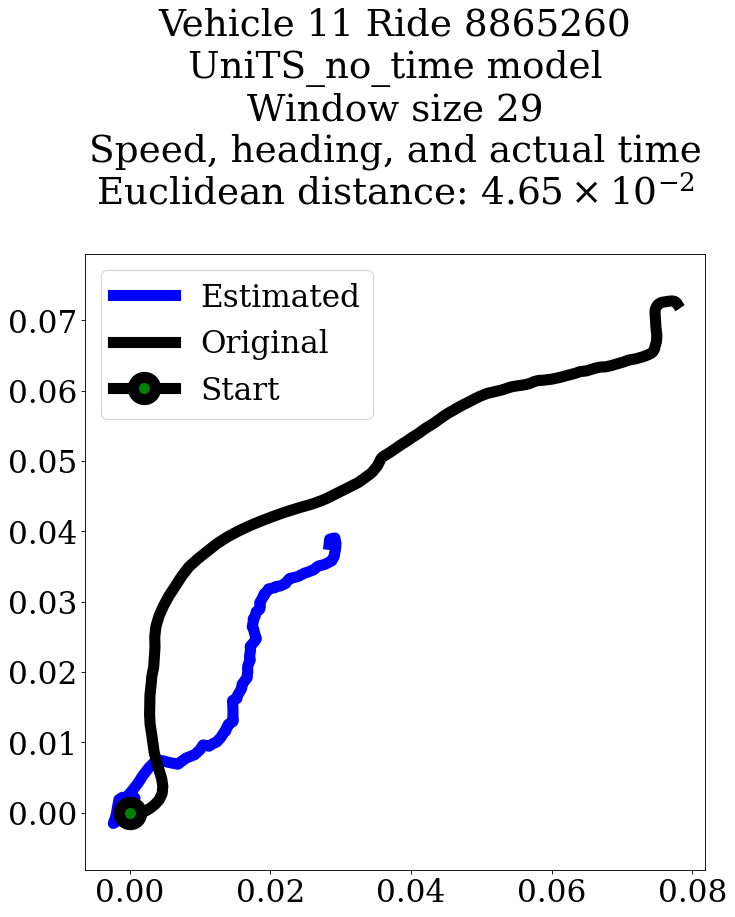 Vehicle 11 Ride 8865260
UniTS_no_time model
Window size 29
Speed, heading, and actual time
Euclidean distance: 4.65 × 10⁻²
Estimated
Original
Start
0.07
0.06
0.05
0.04
0.03
0.02
0.01
0.00
0.00 0.02 0.04 0.06 0.08